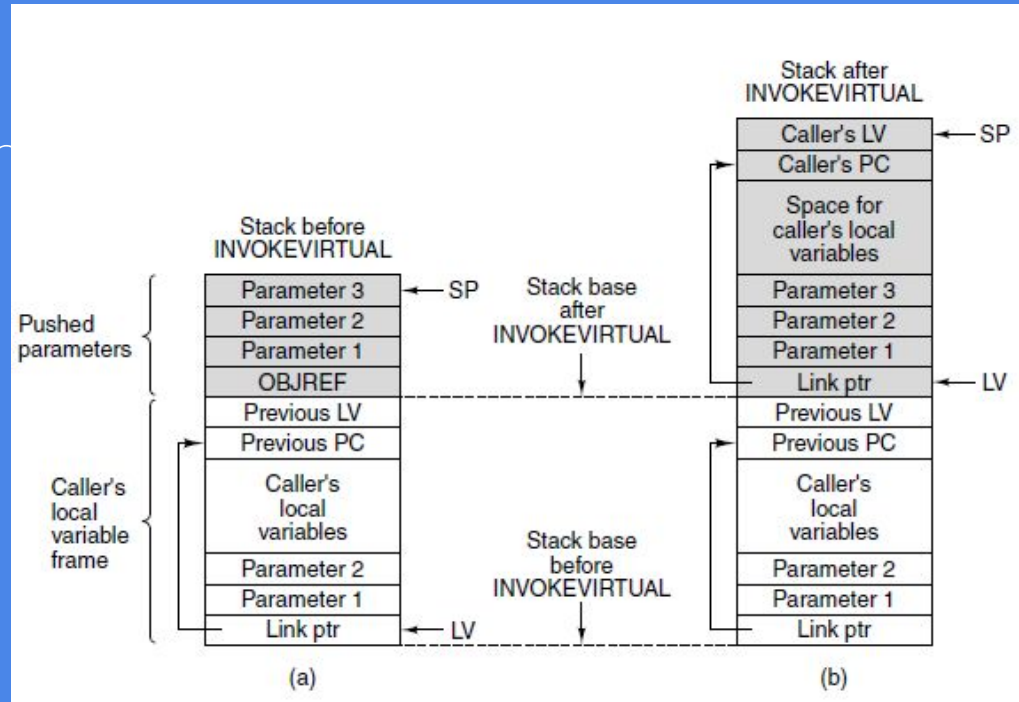 Stack after
INVOKEVIRTUAL
Caller's LV
SP
Caller's PC
Space for
caller's local
variables
Parameter 3
Parameter 2
Parameter 1
Link ptr
LV
Previous LV
Previous PC
Caller's
local
variables
Parameter 2
Parameter 1
Link ptr
(b)
Stack before
INVOKEVIRTUAL
Parameter 3
SP
Parameter 2
Parameter 1
OBJREF
Previous LV
Previous PC
Caller's
local
variables
Parameter 2
Parameter 1
Link ptr
LV
(a)
Pushed
parameters
Caller's
local
variable
frame
Stack base
after
INVOKEVIRTUAL
Stack base
before
INVOKEVIRTUAL